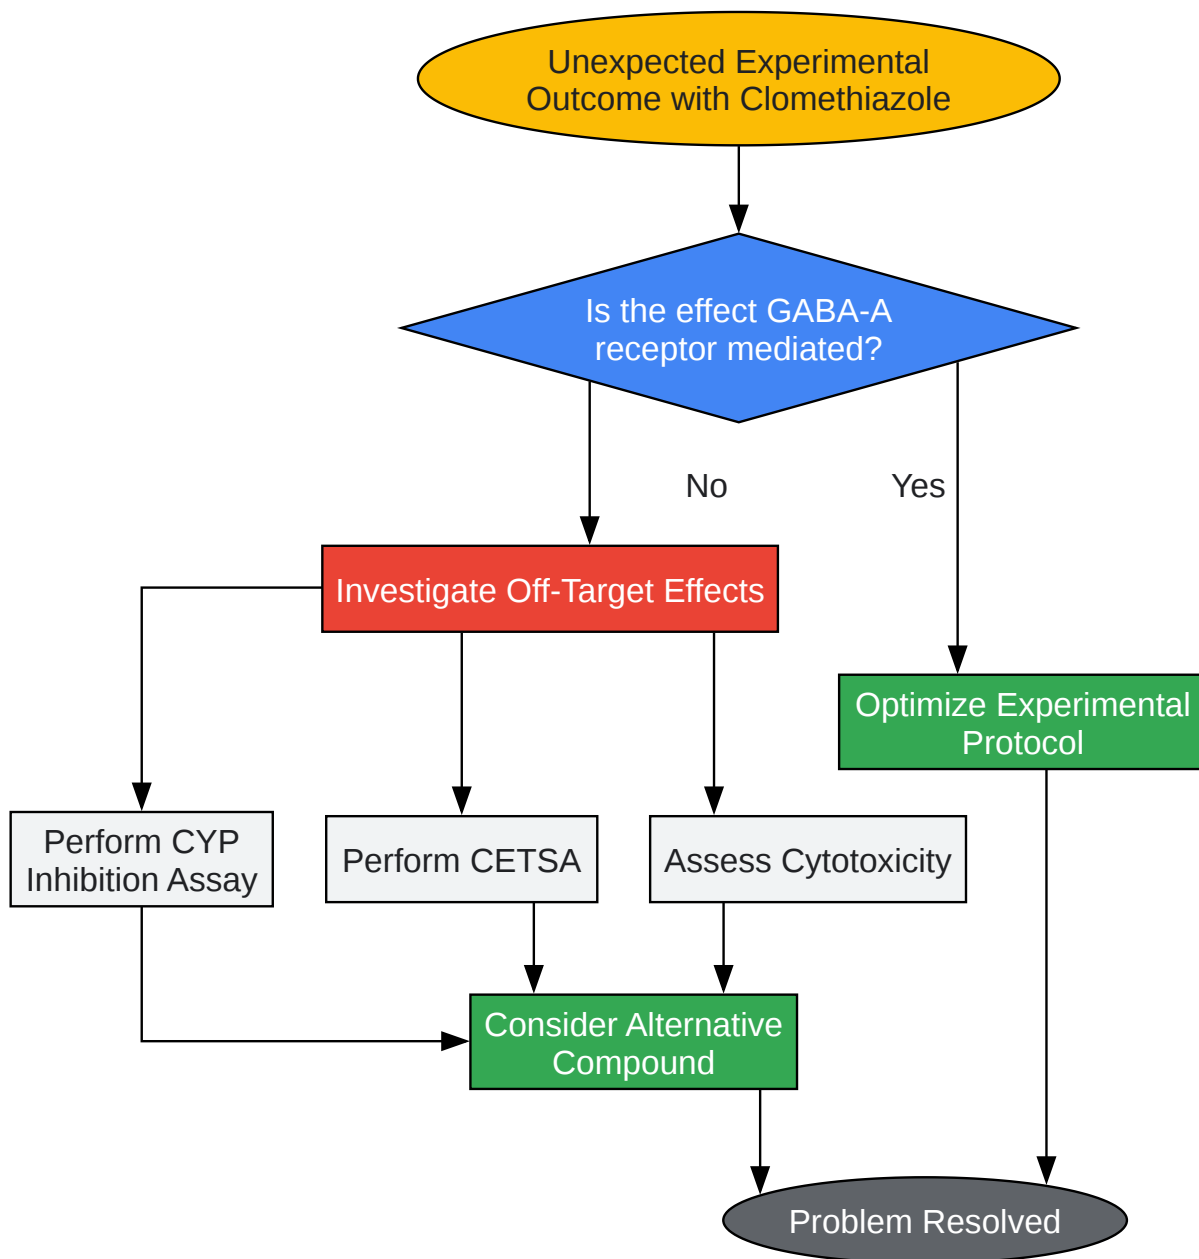 Unexpected Experimental
Outcome with Clomethiazole
Is the effect GABA-A
receptor mediated?
No
Yes
Investigate Off-Target Effects
Optimize Experimental
Protocol
Perform CYP
Inhibition Assay
Perform CETSA
Assess Cytotoxicity
Consider Alternative
Compound
Problem Resolved